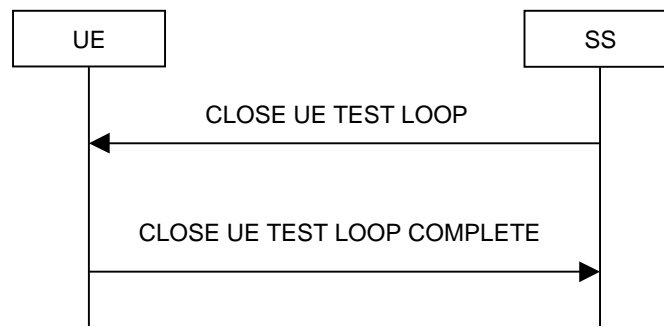 UE
SS
CLOSE UE TEST LOOP
CLOSE UE TEST LOOP COMPLETE